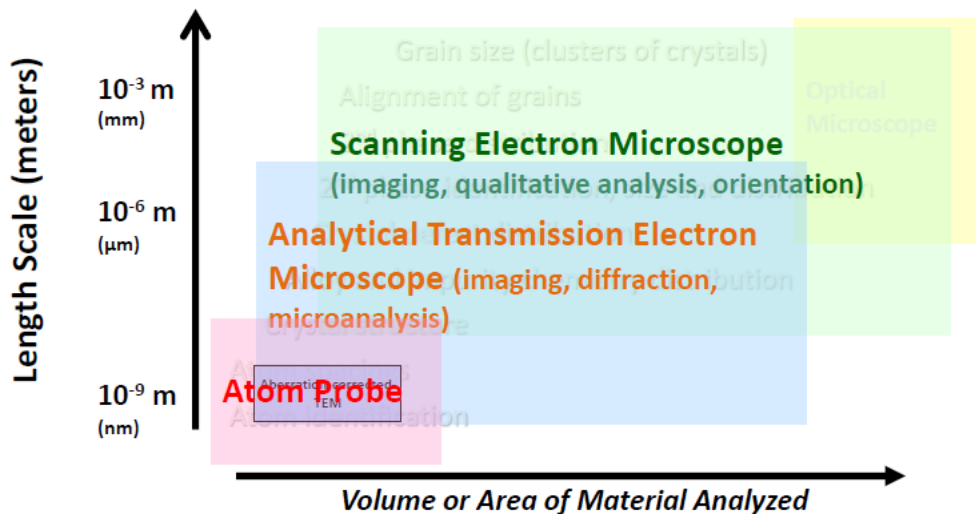 Length Scale (meters)
10⁻³ m
(mm)
10⁻⁶ m
(µm)
10⁻⁹ m
(nm)
Grain size (clusters of crystals)
Alignment of grains
Optical
Microscope
Scanning Electron Microscope
(imaging, qualitative analysis, orientation)
Analytical Transmission Electron
Microscope (imaging, diffraction,
microanalysis)
Crystal structure
Atom Probe
Aberration corrected
TEM
Atom identification
Volume or Area of Material Analyzed